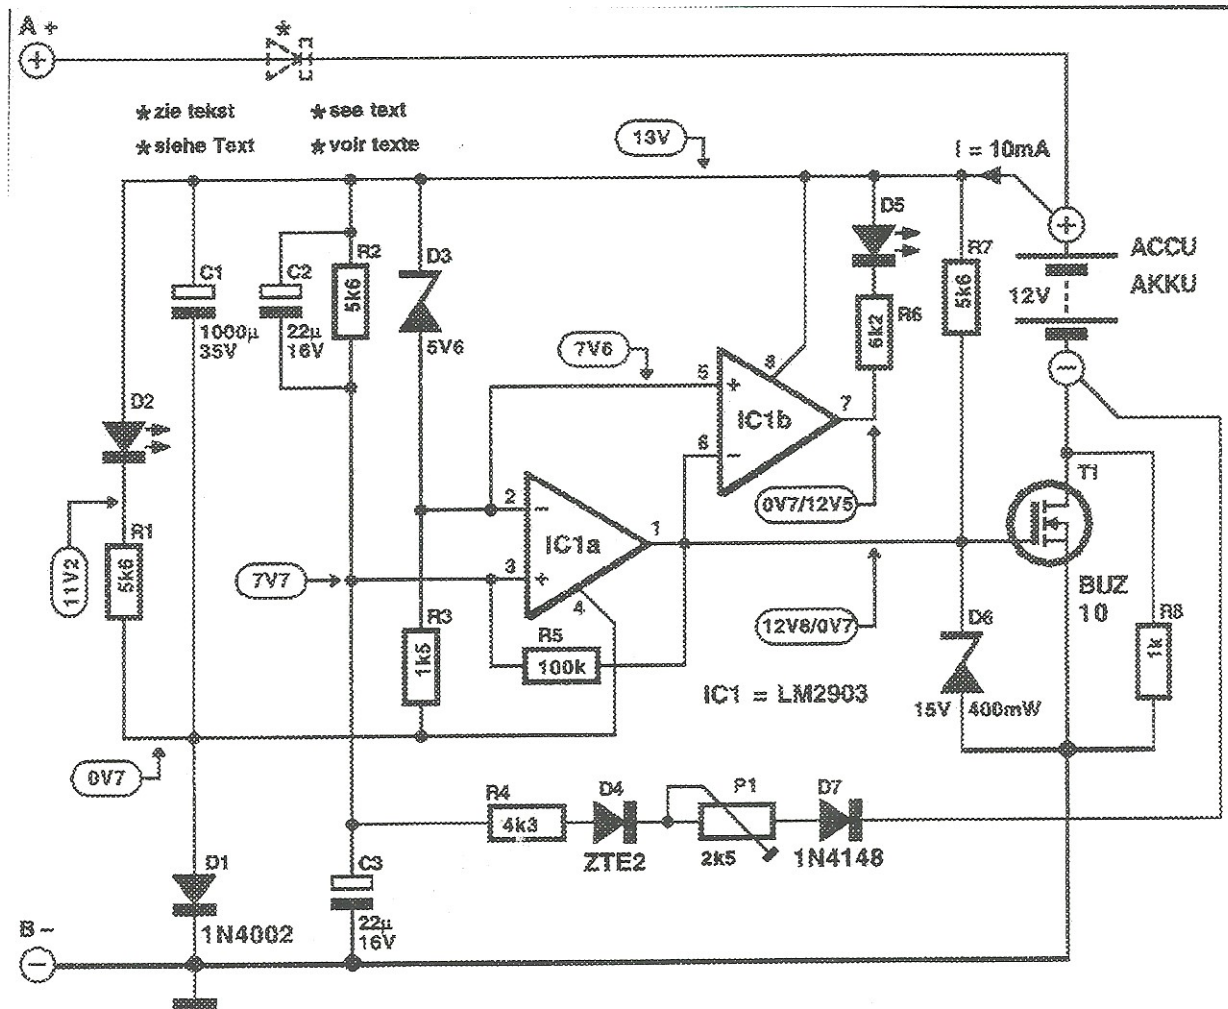 A +
*
* zie tekst
* see text
* siehe Text
* voir texte
13V
I = 10mA
D5
ACCU
AKKU
12V
R7
5k6
R2
5k6
D3
5V6
C1
1000µ
35V
C2
22µ
16V
7V6
R6
6k2
5
+
8
IC1b
7
6
−
D2
2
−
IC1a
1
3
+
4
0V7/12V5
T1
BUZ
10
R1
5k6
11V2
7V7
R3
1k5
R5
100k
12V8/0V7
D6
R8
1k
IC1 = LM2903
15V
400mW
0V7
R4
4k3
D4
ZTE2
P1
2k5
D7
1N4148
D1
1N4002
C3
22µ
16V
B −